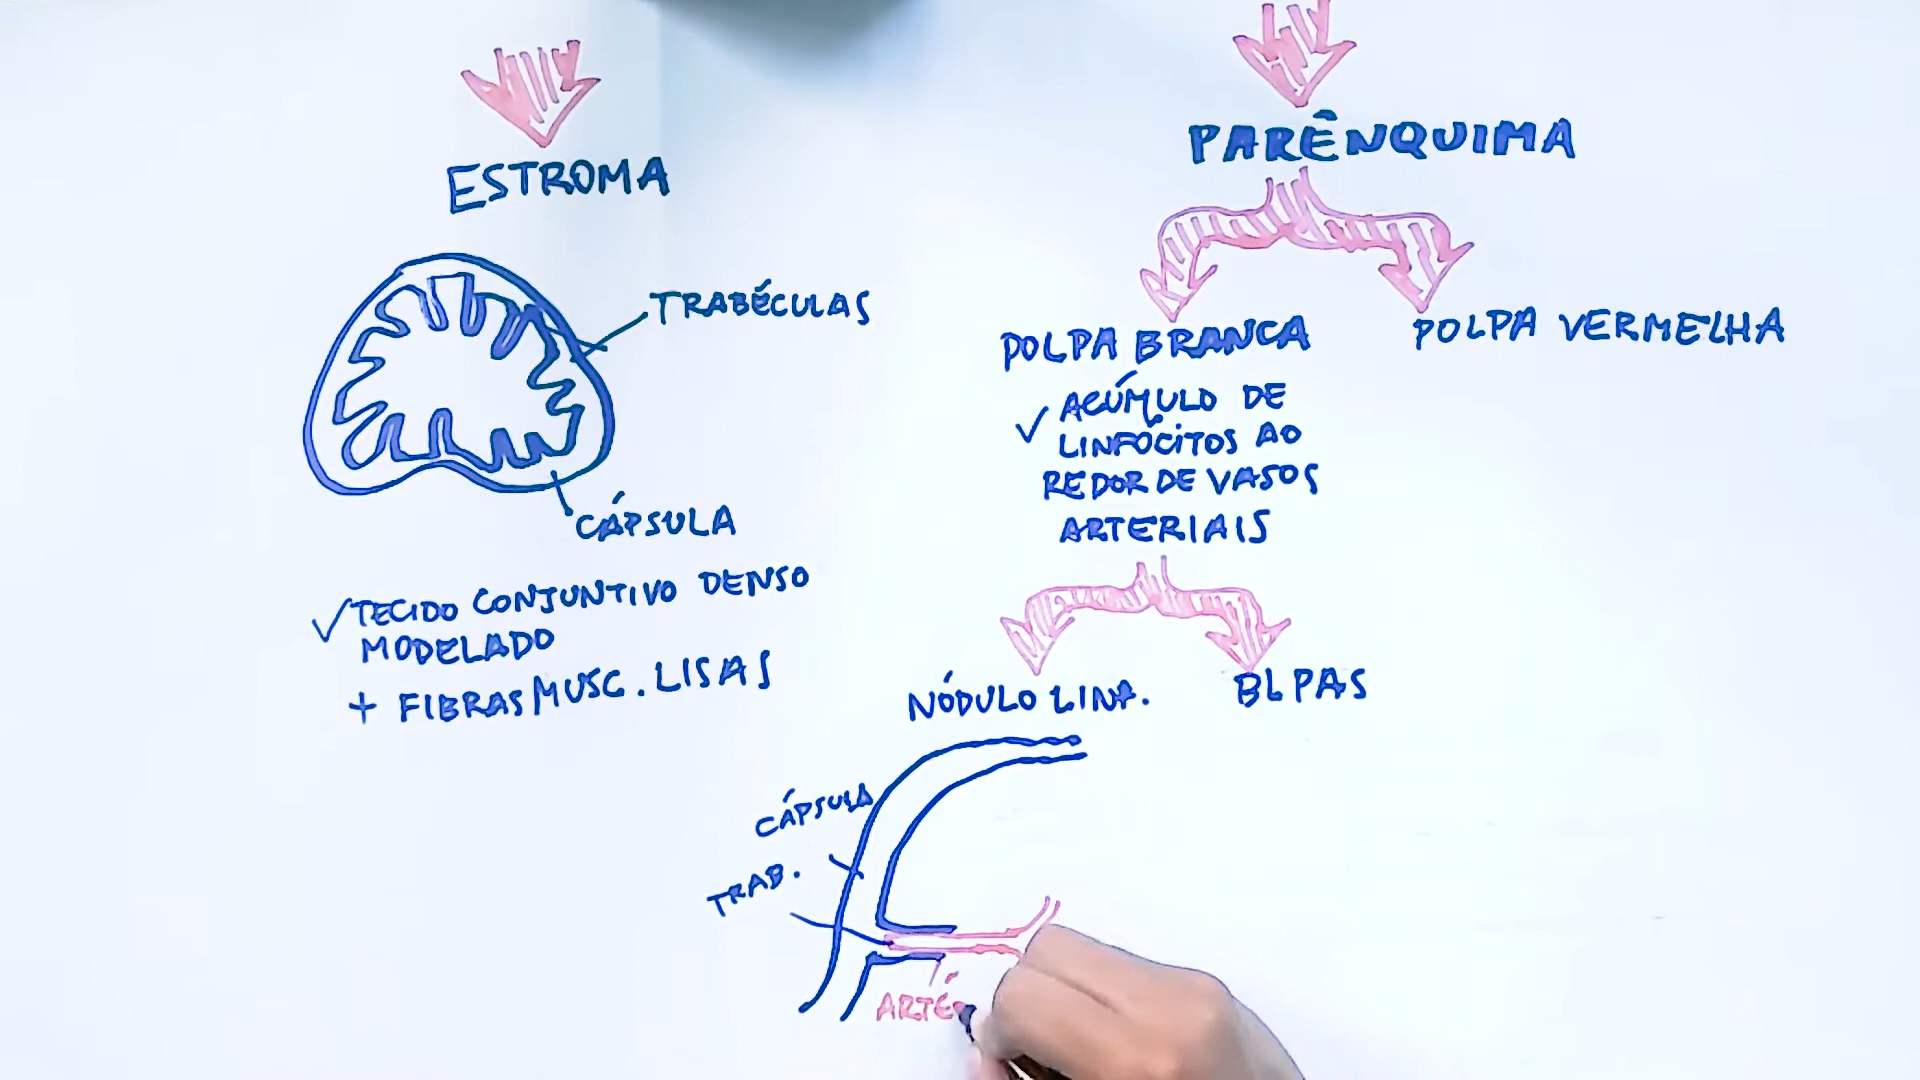 ESTROMA
TRABÉCULAS
CÁPSULA
✓ TECIDO CONJUNTIVO DENSO
MODELADO
+ FIBRAS MUSC. LISAS
PARÊNQUIMA
POLPA BRANCA
POLPA VERMELHA
✓ ACÚMULO DE
LINFÓCITOS AO
REDOR DE VASOS
ARTERIAIS
NÓDULO
BLPAS
CÁPSULA
TRAB.
ARTÉ